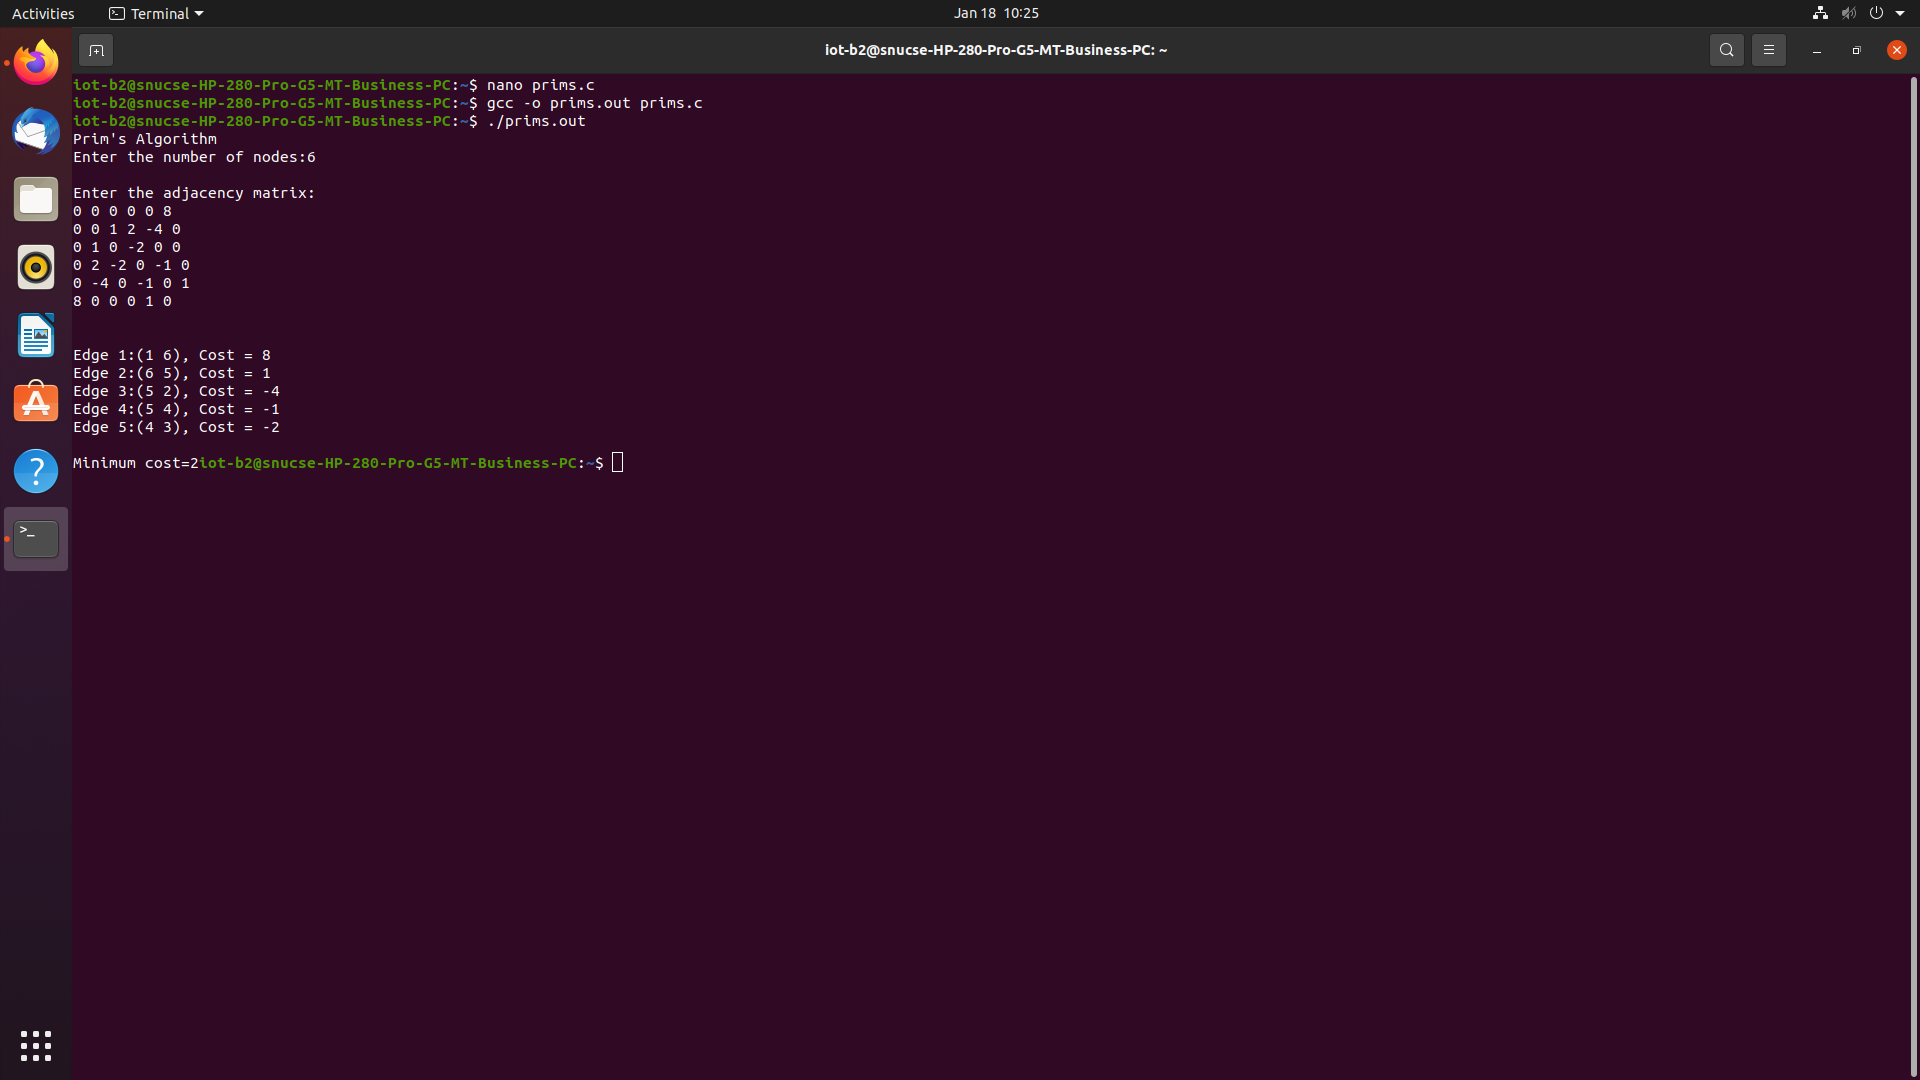 Activities Terminal Jan 18 10:25
iot-b2@snucse-HP-280-Pro-G5-MT-Business-PC: ~
iot-b2@snucse-HP-280-Pro-G5-MT-Business-PC:~$ nano prims.c
iot-b2@snucse-HP-280-Pro-G5-MT-Business-PC:~$ gcc -o prims.out prims.c
iot-b2@snucse-HP-280-Pro-G5-MT-Business-PC:~$ ./prims.out
Prim's Algorithm
Enter the number of nodes:6
Enter the adjacency matrix:
0 0 0 0 0 8
0 0 1 2 -4 0
0 1 0 -2 0 0
0 2 -2 0 -1 0
0 -4 0 -1 0 1
8 0 0 0 1 0
Edge 1:(1 6), Cost = 8
Edge 2:(6 5), Cost = 1
Edge 3:(5 2), Cost = -4
Edge 4:(5 4), Cost = -1
Edge 5:(4 3), Cost = -2
Minimum cost=2iot-b2@snucse-HP-280-Pro-G5-MT-Business-PC:~$